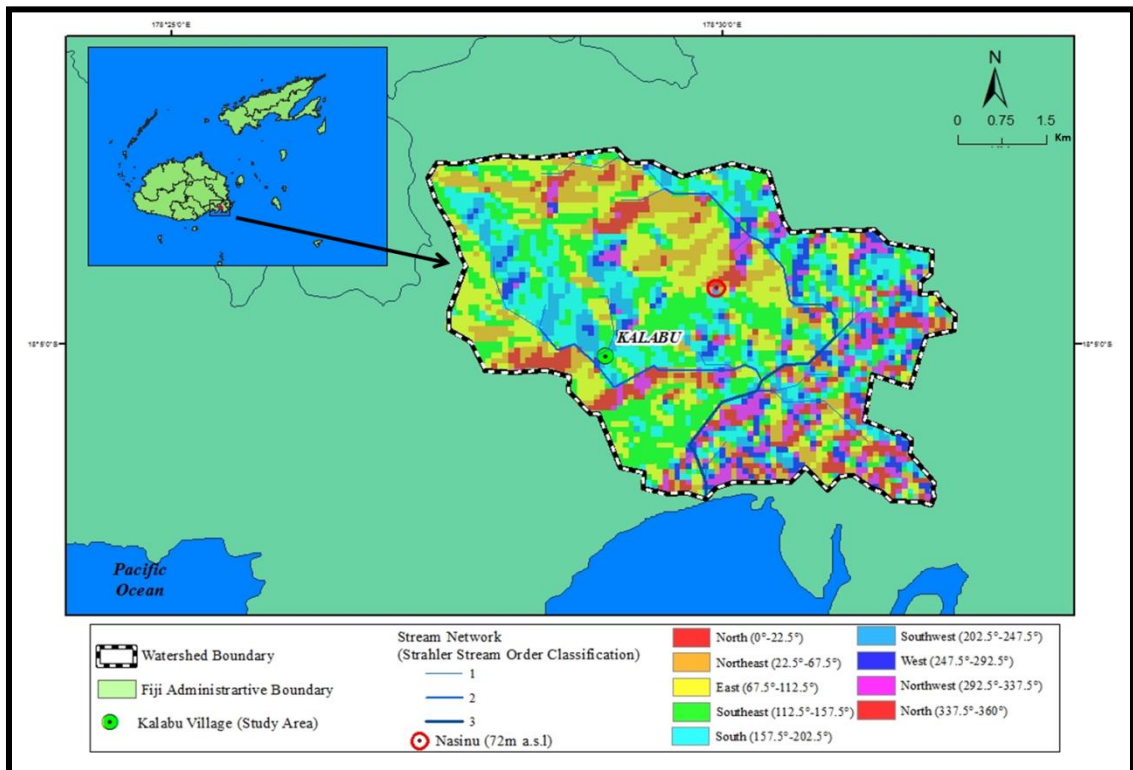 178°25'0"E
178°30'0"E
N
0 0.75 1.5
Km
18°5'0"S
18°5'0"S
KALABU
Pacific
Ocean
Watershed Boundary
Fiji Administrartive Boundary
Kalabu Village (Study Area)
Stream Network
(Strahler Stream Order Classification)
1
2
3
Nasinu (72m a.s.l)
North (0°-22.5°)
Northeast (22.5°-67.5°)
East (67.5°-112.5°)
Southeast (112.5°-157.5°)
South (157.5°-202.5°)
Southwest (202.5°-247.5°)
West (247.5°-292.5°)
Northwest (292.5°-337.5°)
North (337.5°-360°)